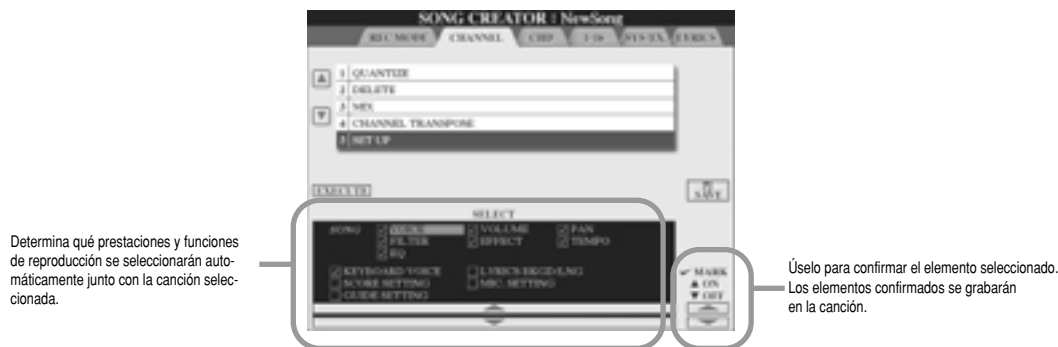 SONG CREATOR : NewSong
REC MODE CHANNEL CHD 1-16 SYS/EX. LYRICS
1 QUANTIZE
2 DELETE
3 MIX
4 CHANNEL TRANSPOSE
5 SET UP
EXECUTE
SAVE
SELECT
SONG VOICE VOLUME PAN
FILTER EFFECT TEMPO
EQ
KEYBOARD VOICE LYRICS BKGD/LNG
SCORE SETTING MIC. SETTING
GUIDE SETTING
MARK
ON
OFF
Determina qué prestaciones y funciones
de reproducción se seleccionarán auto-
máticamente junto con la canción selec-
cionada.
Úselo para confirmar el elemento seleccionado.
Los elementos confirmados se grabarán
en la canción.